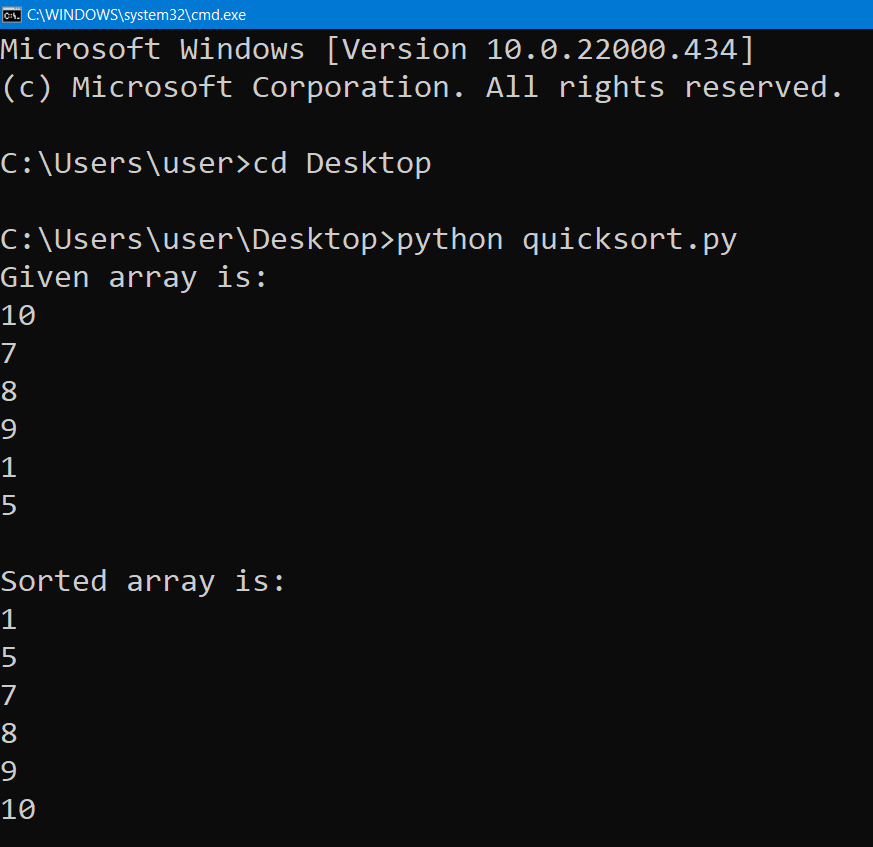 C:\WINDOWS\system32\cmd.exe
Microsoft Windows [Version 10.0.22000.434]
(c) Microsoft Corporation. All rights reserved.
C:\Users\user>cd Desktop
C:\Users\user\Desktop>python quicksort.py
Given array is:
10
7
8
9
1
5
Sorted array is:
1
5
7
8
9
10